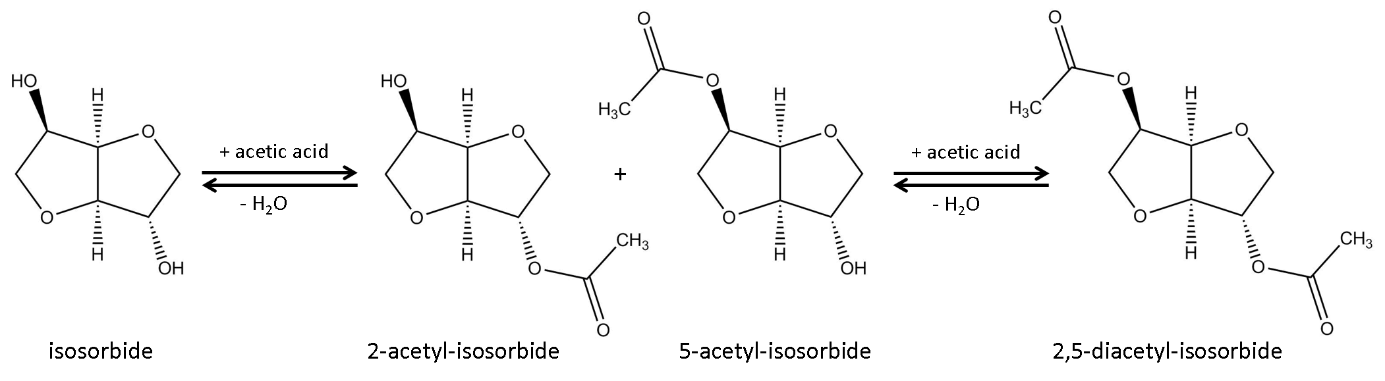 O
O
O
O
H₃C
H₃C
HO
H
O
HO
H
O
H
O
H
O
+ acetic acid
+ acetic acid
+
- H₂O
- H₂O
O
O
O
O
H
H
H
H
CH₃
CH₃
OH
O
OH
O
O
O
isosorbide
2-acetyl-isosorbide
5-acetyl-isosorbide
2,5-diacetyl-isosorbide